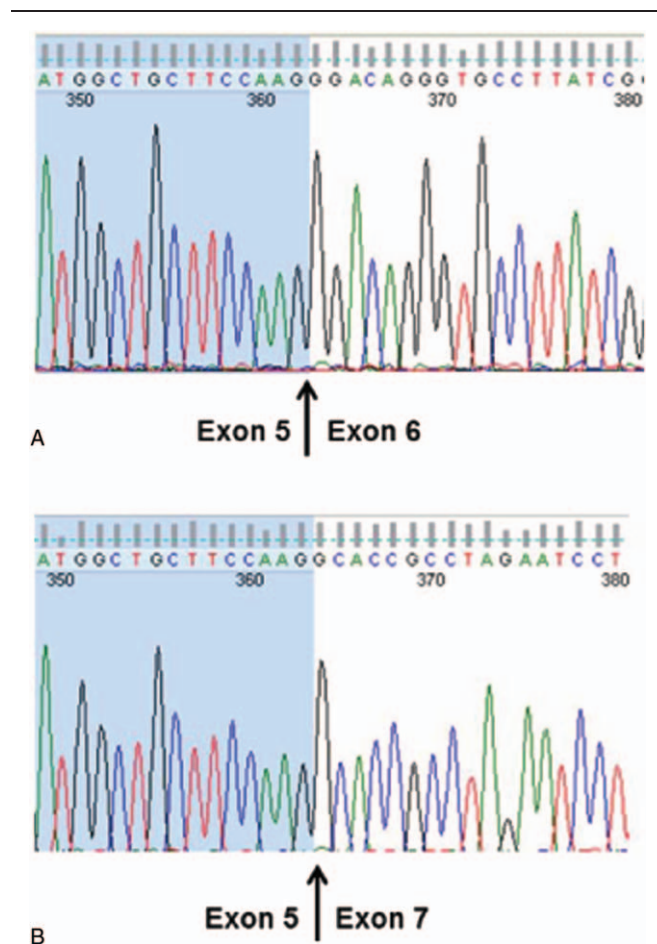 ATGGCTGCTTCCAAGGGACAGGGTGCCTTATCG
350 360 370 380
Exon 5 Exon 6
A
ATGGCTGCTTCCAAGGCACCGCCTAGAATCCT
350 360 370 380
Exon 5 Exon 7
B